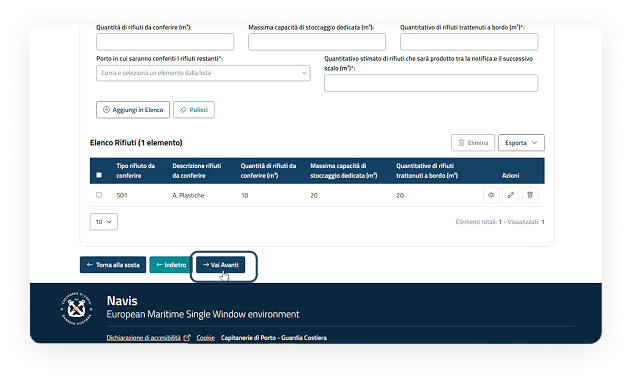 Quantità di rifiuti da conferire (m³): Massima capacità di stoccaggio dedicata (m³): Quantitativo di rifiuti trattenuti a bordo (m³)*:
Porto in cui saranno conferiti I rifiuti restanti*: Quantitativo stimato di rifiuti che sarà prodotto tra la notifica e il successivo
scalo (m³)*:
Cerca e seleziona un elemento dalla lista
Aggiungi in Elenco Pulisci
Elenco Rifiuti (1 elemento) Elimina Esporta
Tipo rifiuto da Descrizione rifiuti Quantità di rifiuti da Massima capacità di Quantitativo di rifiuti
conferire da conferire conferire (m³) stoccaggio dedicata (m³) trattenuti a bordo (m³) Azioni
501 A. Plastiche 10 20 20
10 Elementi totali: 1 - Visualizzati: 1
← Torna alla sosta ← Indietro → Vai Avanti
CAPITANERIE DI PORTO
GUARDIA COSTIERA
Navis
European Maritime Single Window environment
Dichiarazione di accesibilità Cookie Capitanerie di Porto - Guardia Costiera